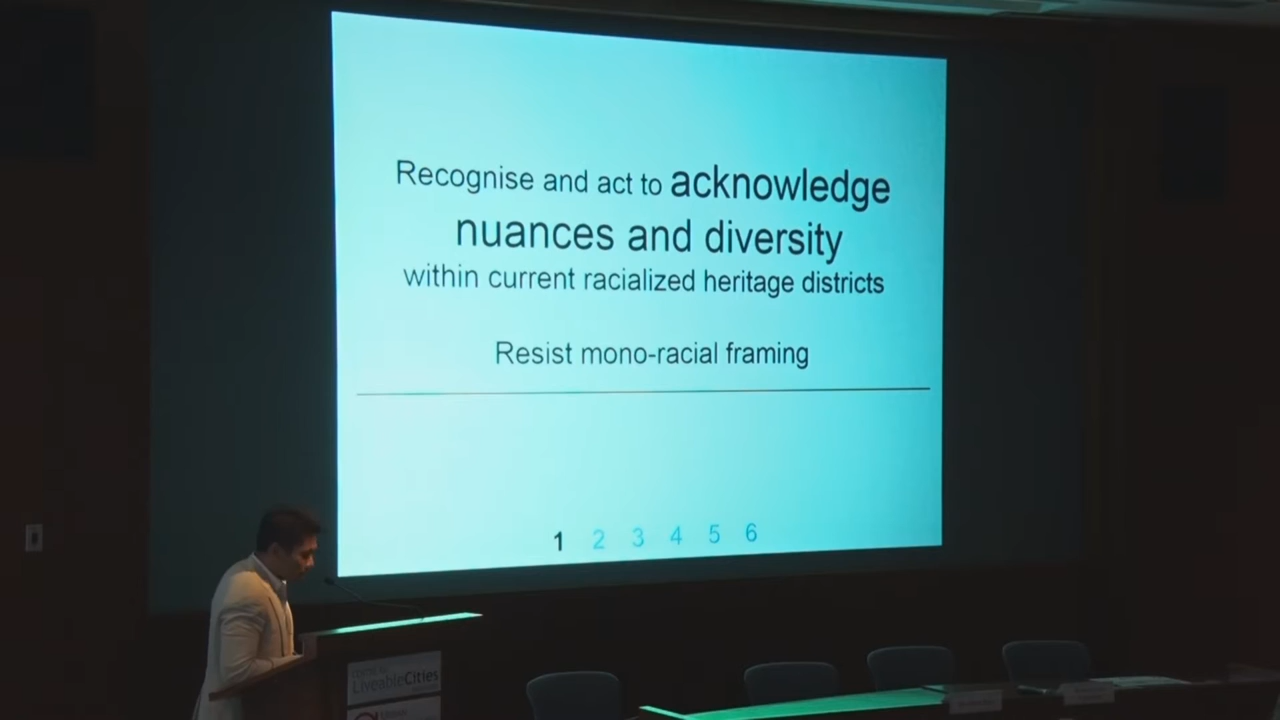 Recognise and act to acknowledge
nuances and diversity
within current racialized heritage districts
Resist mono-racial framing
1 2 3 4 5 6
LiveableCities